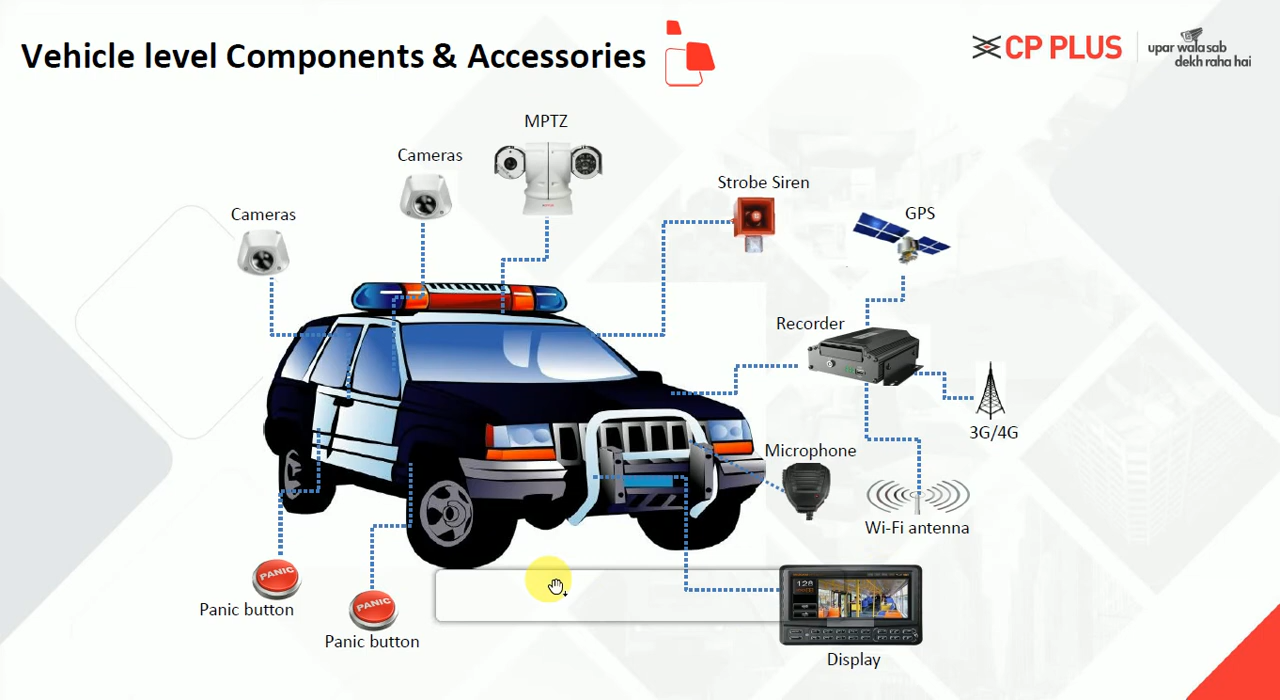 Vehicle level Components & Accessories
CP PLUS
upar wala sab
dekh raha hai
MPTZ
Cameras
Strobe Siren
Cameras
GPS
Recorder
3G/4G
Microphone
Wi-Fi antenna
PANIC
Panic button
PANIC
Panic button
128
Display